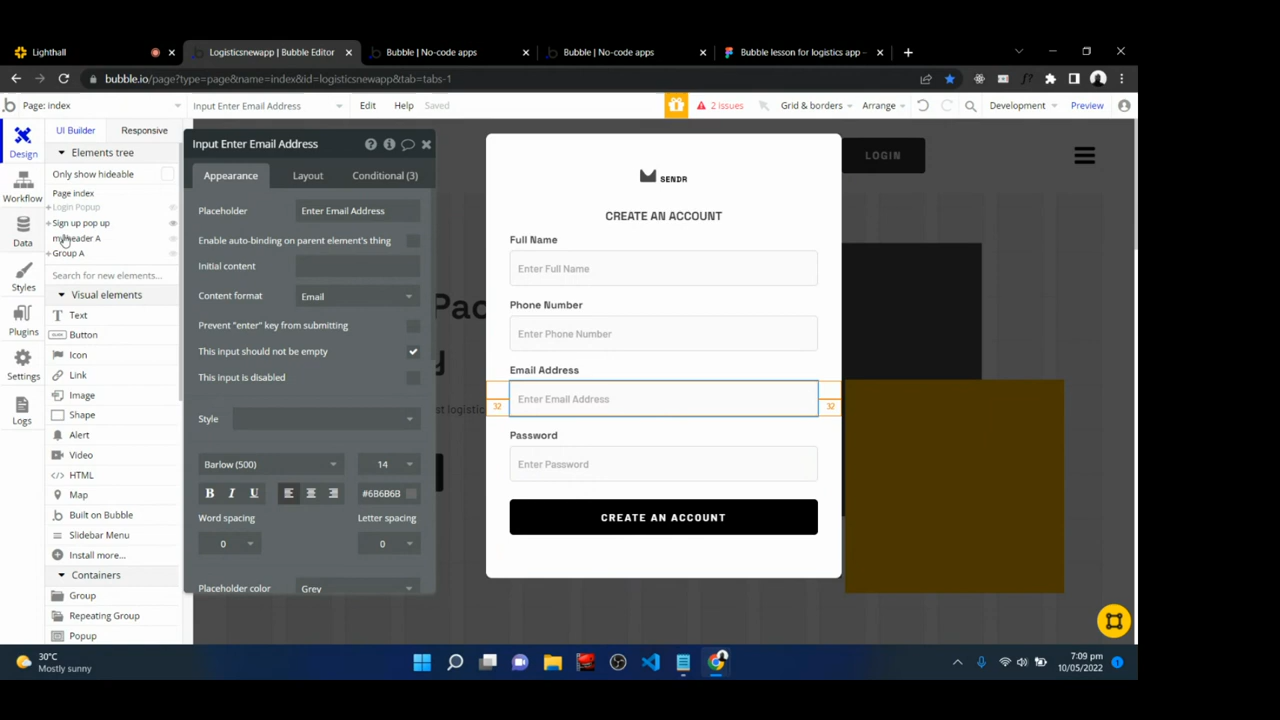 Lighthall
Logisticsnewapp | Bubble Editor
Bubble | No-code apps
Bubble | No-code apps
Bubble lesson for logistics app –
bubble.io/page?type=page&name=index&id=logisticsnewapp&tab=tabs-1
Page: index
Input Enter Email Address
Edit
Help
Saved
2 issues
Grid & borders
Arrange
Development
Preview
Design
Workflow
Data
Styles
Plugins
Settings
Logs
UI Builder
Responsive
Elements tree
Only show hideable
Page index
Login Popup
Sign up pop up
Group A
Search for new elements...
Visual elements
Text
Button
Icon
Link
Image
Shape
Alert
Video
</> HTML
Map
Built on Bubble
Slidebar Menu
Install more...
Containers
Group
Repeating Group
Popup
Input Enter Email Address
Appearance
Layout
Conditional (3)
Placeholder
Enter Email Address
Enable auto-binding on parent element's thing
Initial content
Content format
Email
Prevent "enter" key from submitting
This input should not be empty
This input is disabled
Style
Barlow (500)
14
B I U
#6B6B6B
Word spacing
Letter spacing
0
0
Placeholder color
Grey
LOGIN
SENDR
CREATE AN ACCOUNT
Full Name
Enter Full Name
Phone Number
Enter Phone Number
Email Address
Enter Email Address
32
32
Password
Enter Password
CREATE AN ACCOUNT
30°C
Mostly sunny
7:09 pm
10/05/2022
1